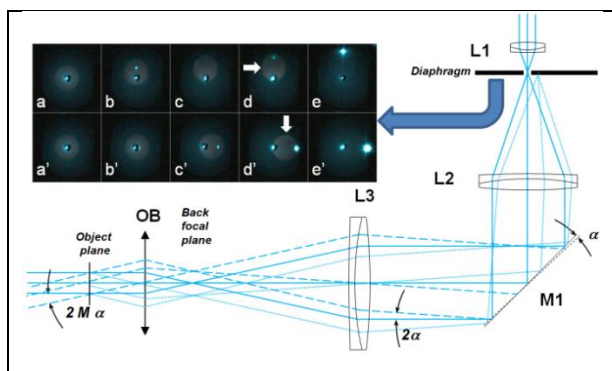 L1
Diaphragm
a b c d e
a' b' c' d' e'
L2
L3
OB
Back
focal
plane
Object
plane
α
M1
2 M α
2α